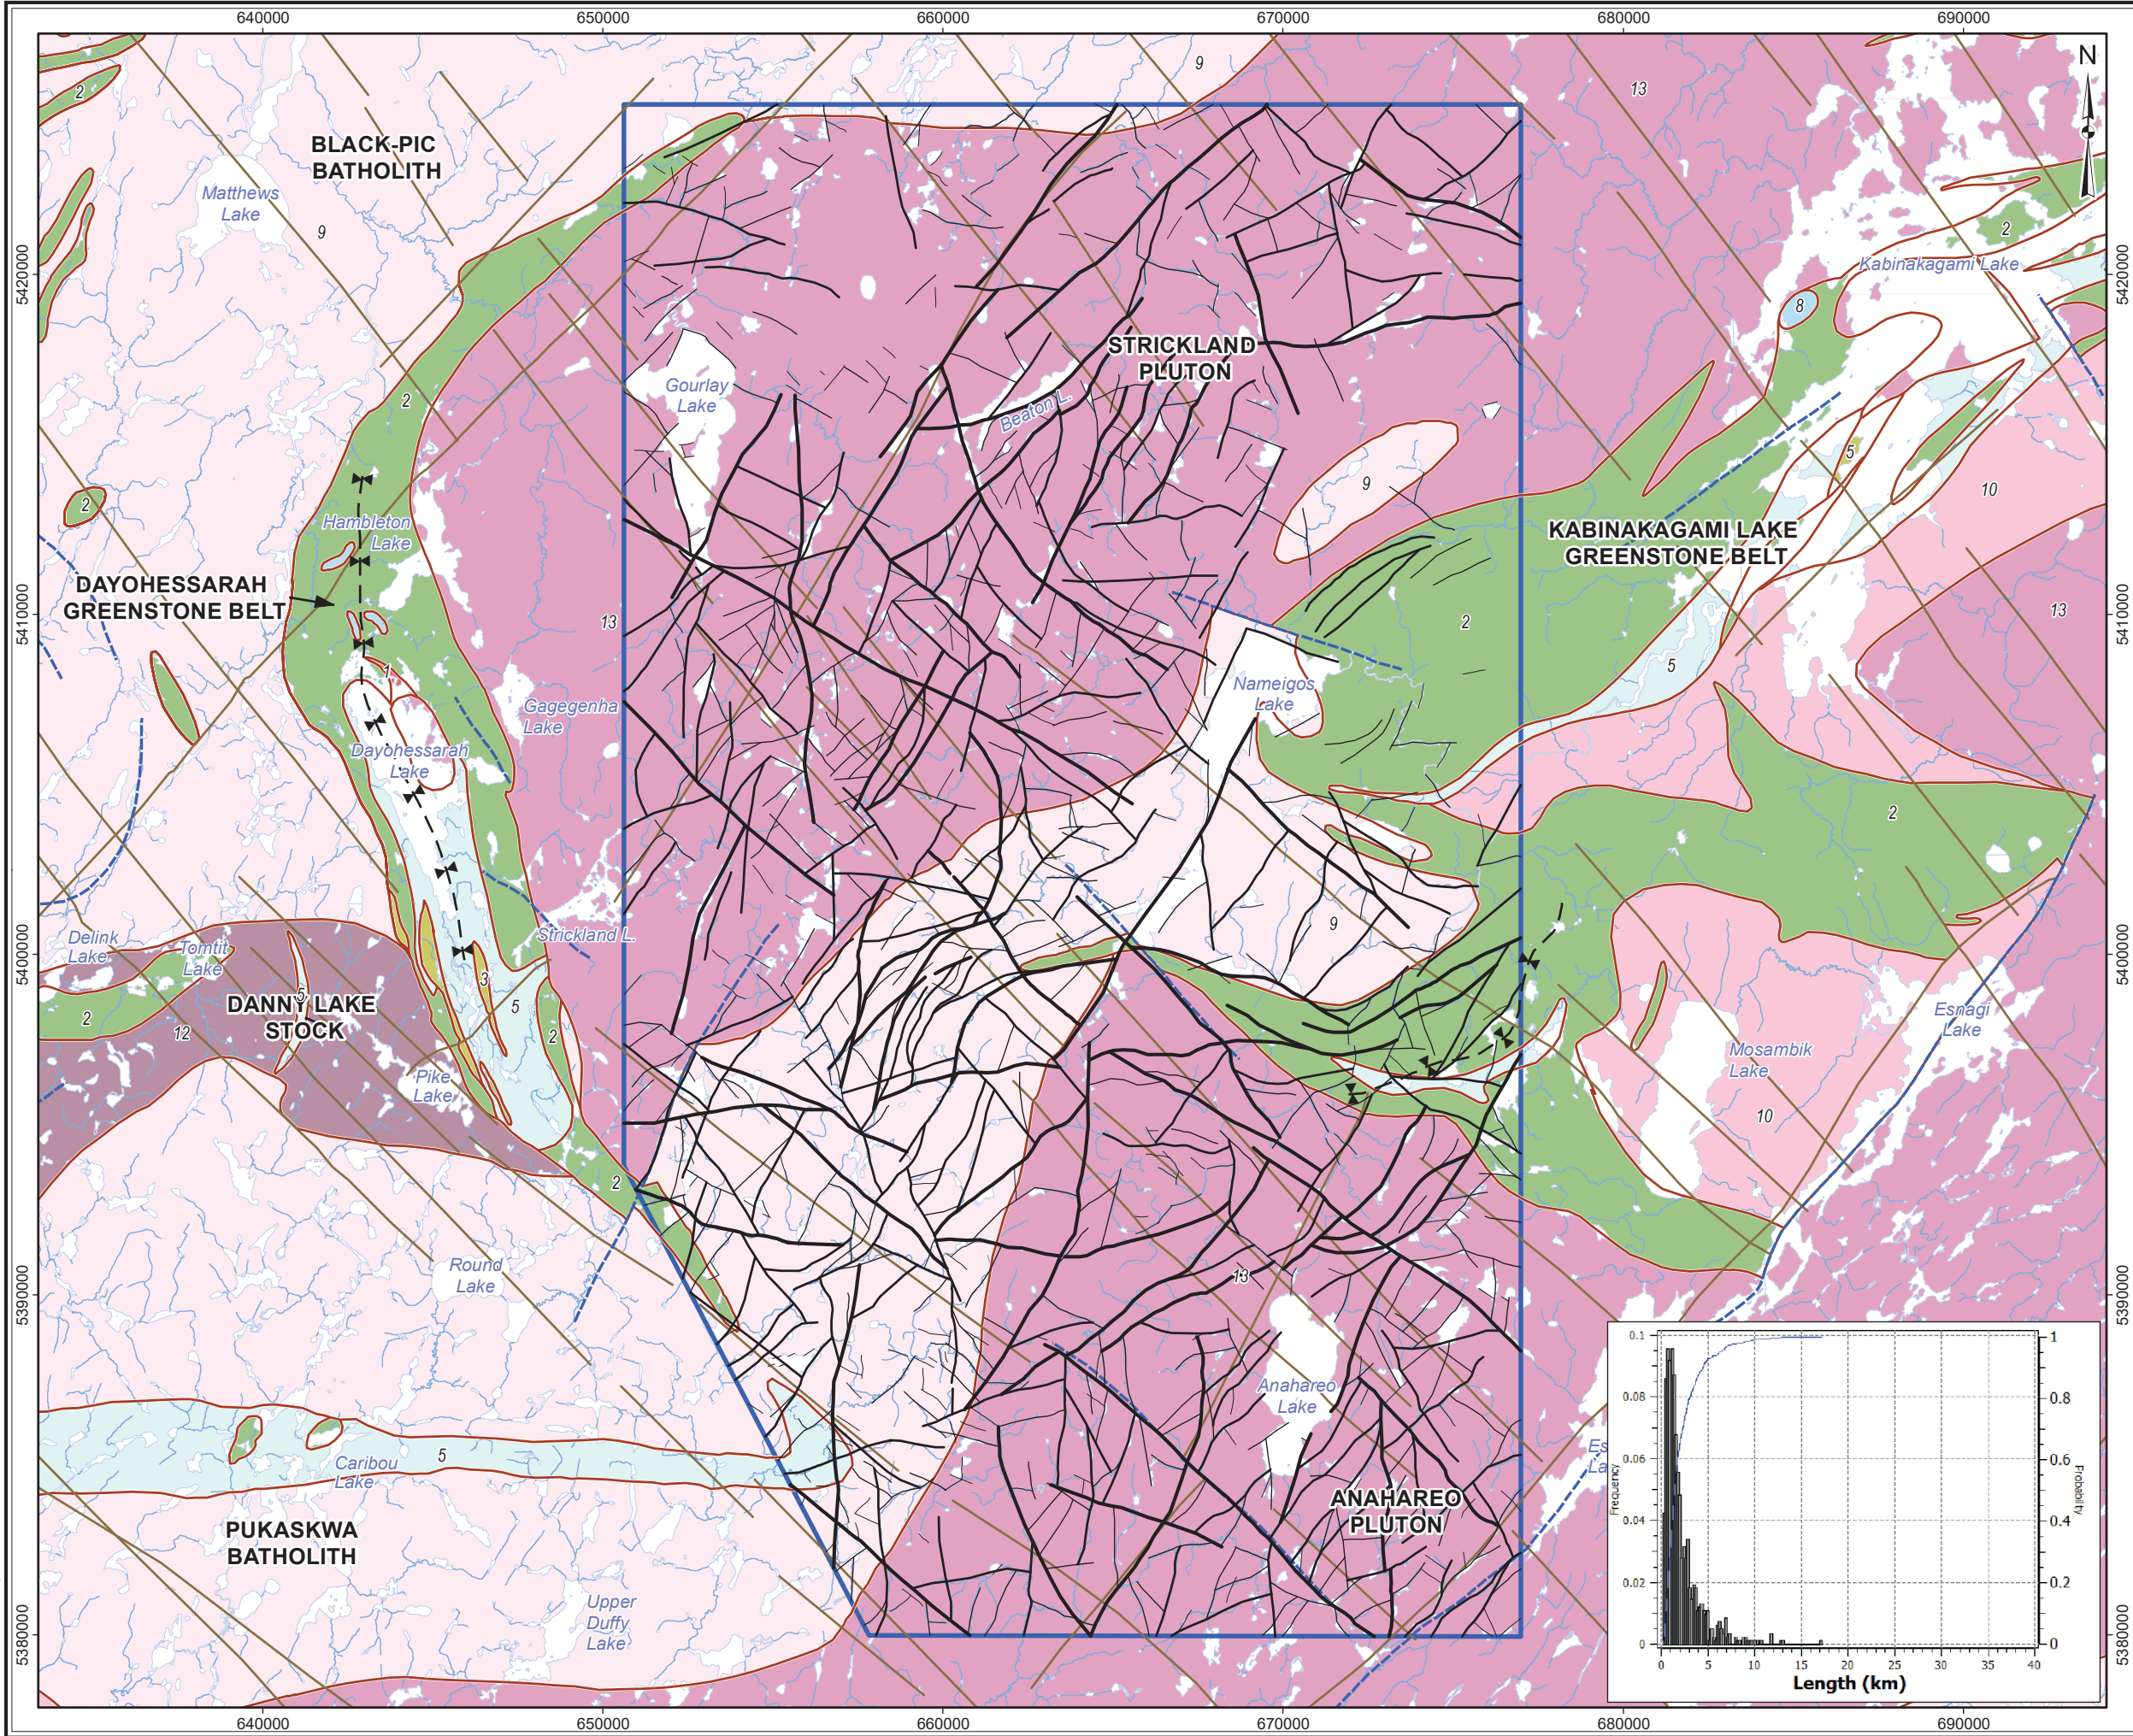 640000 650000 660000 670000 680000 690000
N
9
13
2
BLACK-PIC
BATHOLITH
Matthews
Lake
9
2
5420000
5420000
Kabinakagami Lake
8
STRICKLAND
PLUTON
Gourlay
Lake
Beaton L.
2
5
9
10
2
Hambleton
Lake
KABINAKAGAMI LAKE
GREENSTONE BELT
DAYOHESSARAH
GREENSTONE BELT
5410000
5410000
13
2
13
5
1
Nameigos
Lake
Gagegenha
Lake
Dayohessarah
Lake
2
9
Delink
Lake
Tomtit
Lake
Strickland L.
5400000
5400000
3
5
5
DANNY LAKE
STOCK
2
12
2
Esnagi
Lake
Mosambik
Lake
Pike
Lake
10
2
Round
Lake
13
5390000
5390000
Anahareo
Lake
Es
La
5
Caribou
Lake
ANAHAREO
PLUTON
PUKASKWA
BATHOLITH
Upper
Duffy
Lake
5380000
5380000
0.1
0.08
0.06
0.04
0.02
0
Frequency
1
0.8
0.6
0.4
0.2
0
Probability
0 5 10 15 20 25 30 35 40
Length (km)
640000 650000 660000 670000 680000 690000